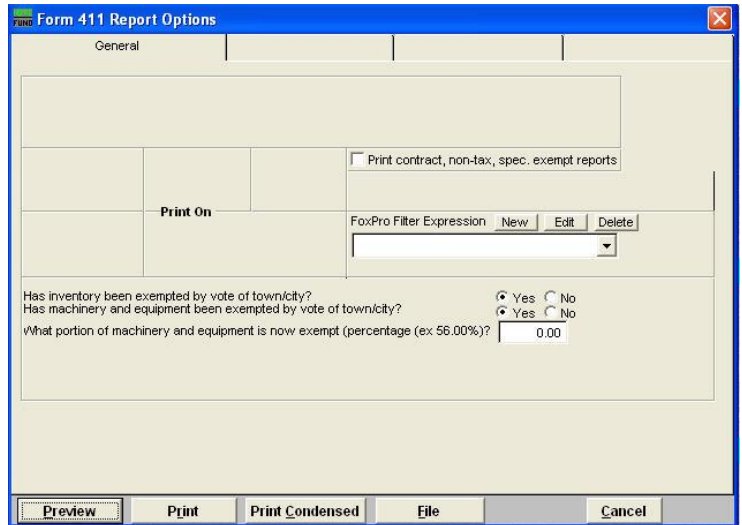 FUND Form 411 Report Options
General
Print contract, non-tax, spec. exempt reports
Print On
FoxPro Filter Expression New Edit Delete
Has inventory been exempted by vote of town/city? Yes No
Has machinery and equipment been exempted by vote of town/city? Yes No
What portion of machinery and equipment is now exempt (percentage (ex 56.00%)? 0.00
Preview Print Print Condensed File Cancel